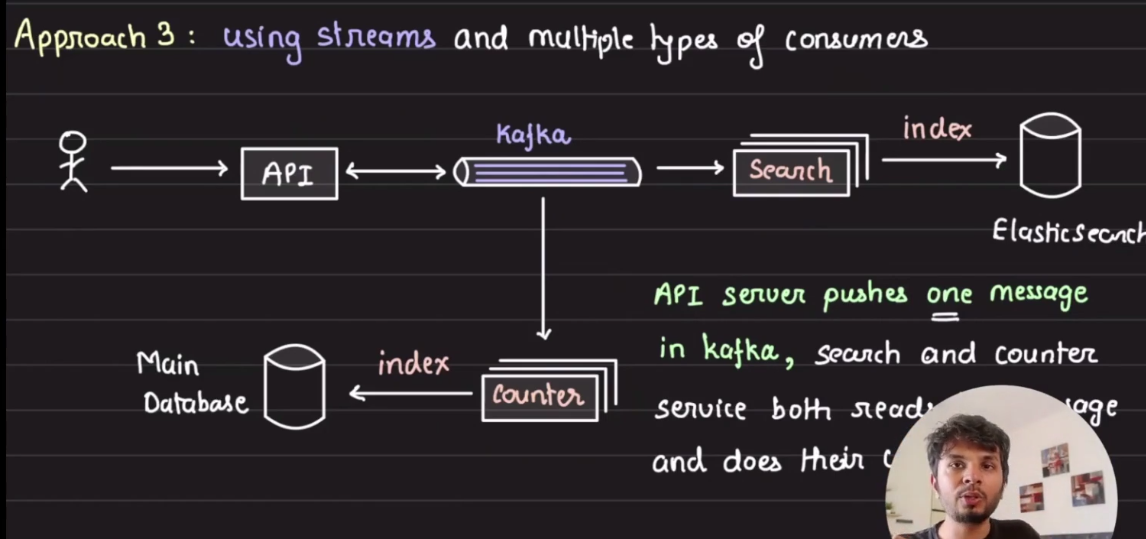 Approach 3: using streams and multiple types of consumers
Kafka
index
API
Search
Elasticsearch
API server pushes one message
in kafka, search and counter
Main
Database
index
Counter
service both
and does their